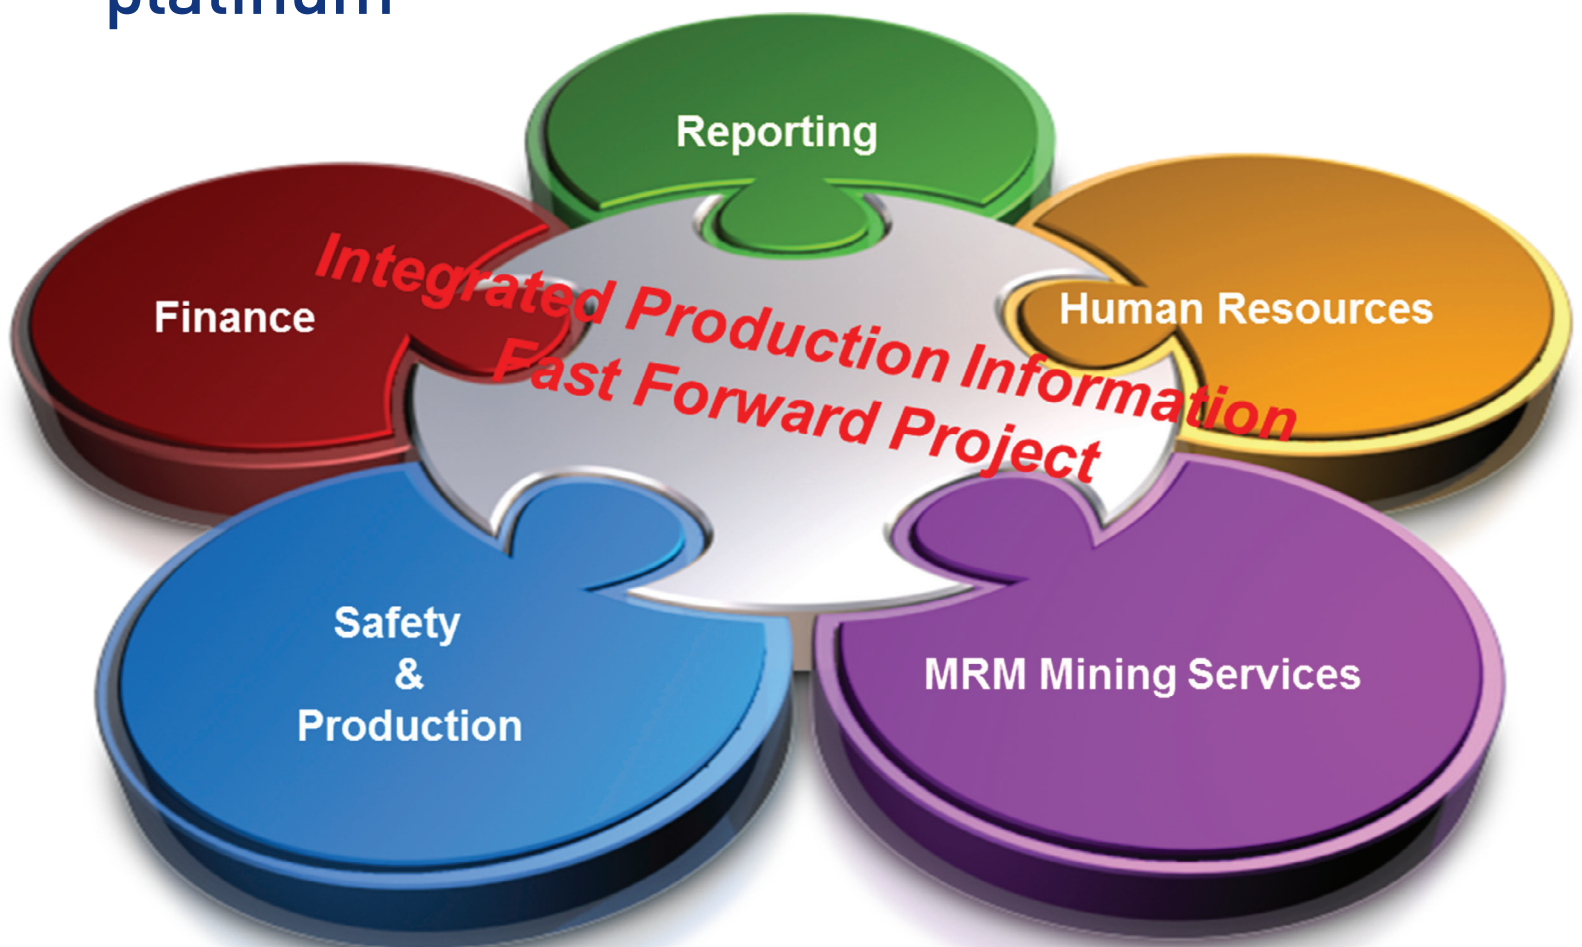 platinum
Reporting
Finance
Human Resources
Integrated Production Information
Fast Forward Project
Safety
&
Production
MRM Mining Services